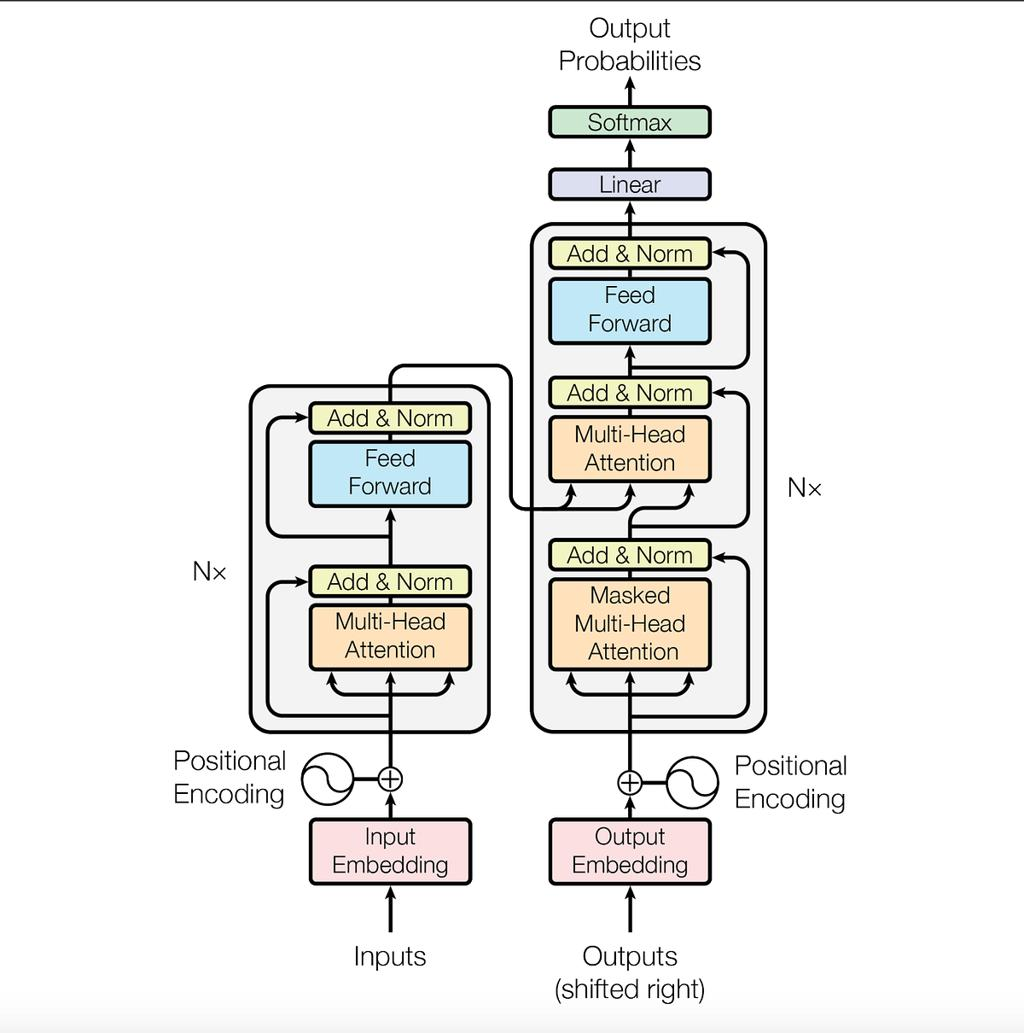 Output
Probabilities
Softmax
Linear
Add & Norm
Feed
Forward
Add & Norm
Multi-Head
Attention
Nx
Add & Norm
Masked
Multi-Head
Attention
Add & Norm
Feed
Forward
Nx
Add & Norm
Multi-Head
Attention
Positional
Encoding
Positional
Encoding
Input
Embedding
Output
Embedding
Inputs
Outputs
(shifted right)